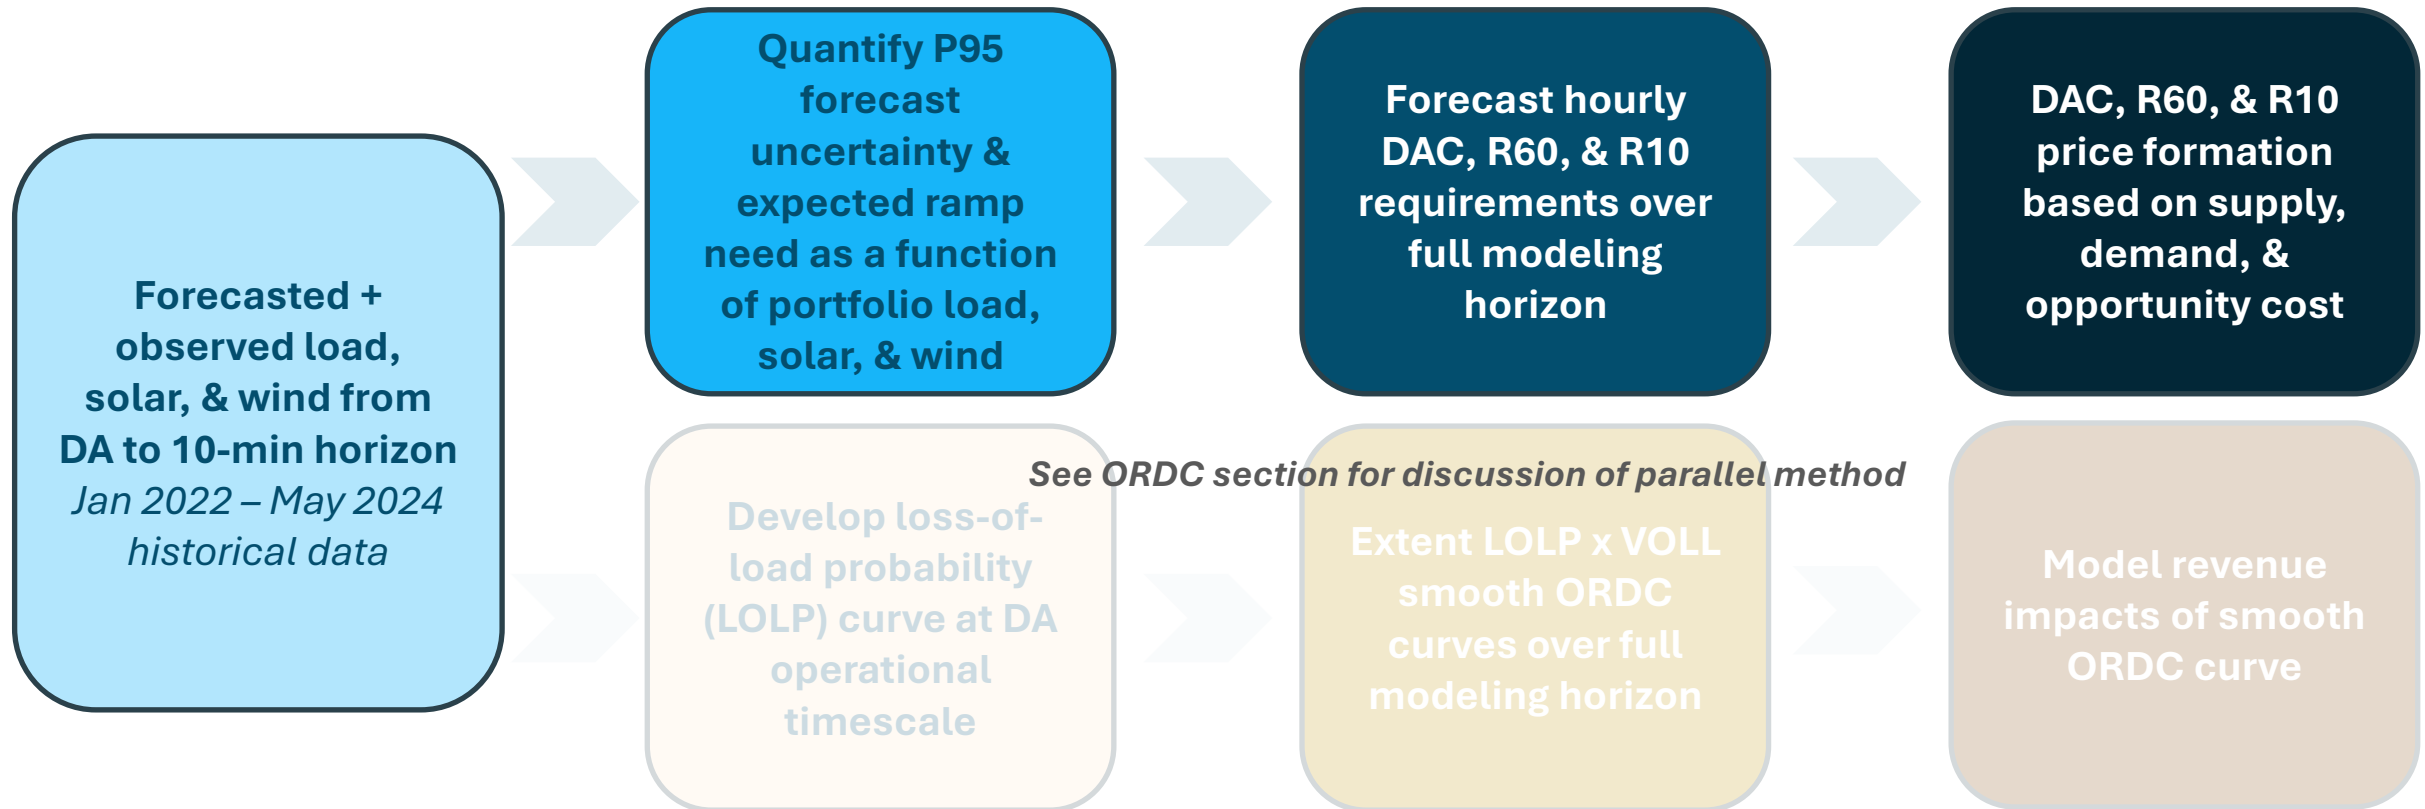 Forecasted +
observed load,
solar, & wind from
DA to 10-min horizon
Jan 2022 – May 2024
historical data
Quantify P95
forecast
uncertainty &
expected ramp
need as a function
of portfolio load,
solar, & wind
Forecast hourly
DAC, R60, & R10
requirements over
full modeling
horizon
DAC, R60, & R10
price formation
based on supply,
demand, &
opportunity cost
See ORDC section for discussion of parallel method
Develop loss-of-
load probability
(LOLP) curve at DA
operational
timescale
Extent LOLP x VOLL
smooth ORDC
curves over full
modeling horizon
Model revenue
impacts of smooth
ORDC curve